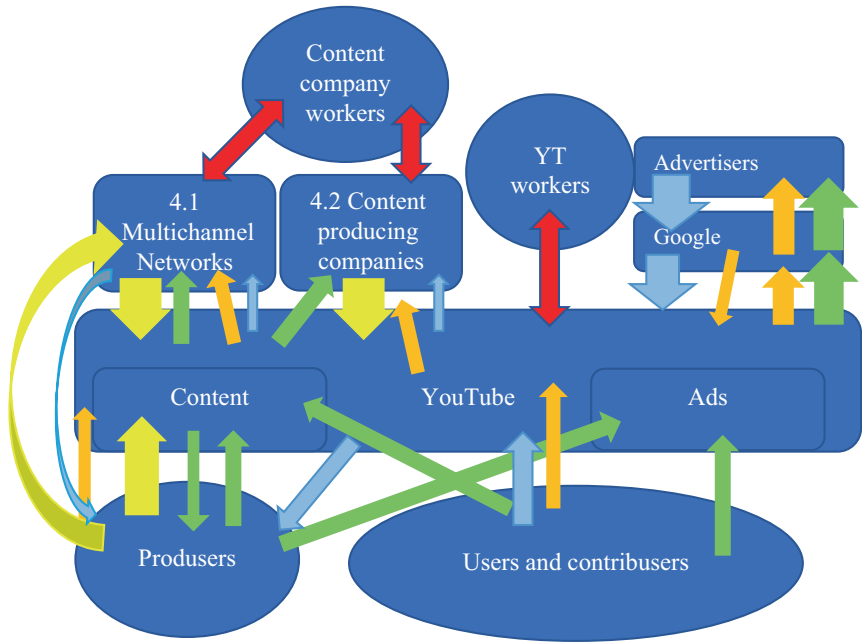 Content
company
workers
YT
workers
Advertisers
4.1
Multichannel
Networks
4.2 Content
producing
companies
Google
Content
YouTube
Ads
Produsers
Users and contribusers